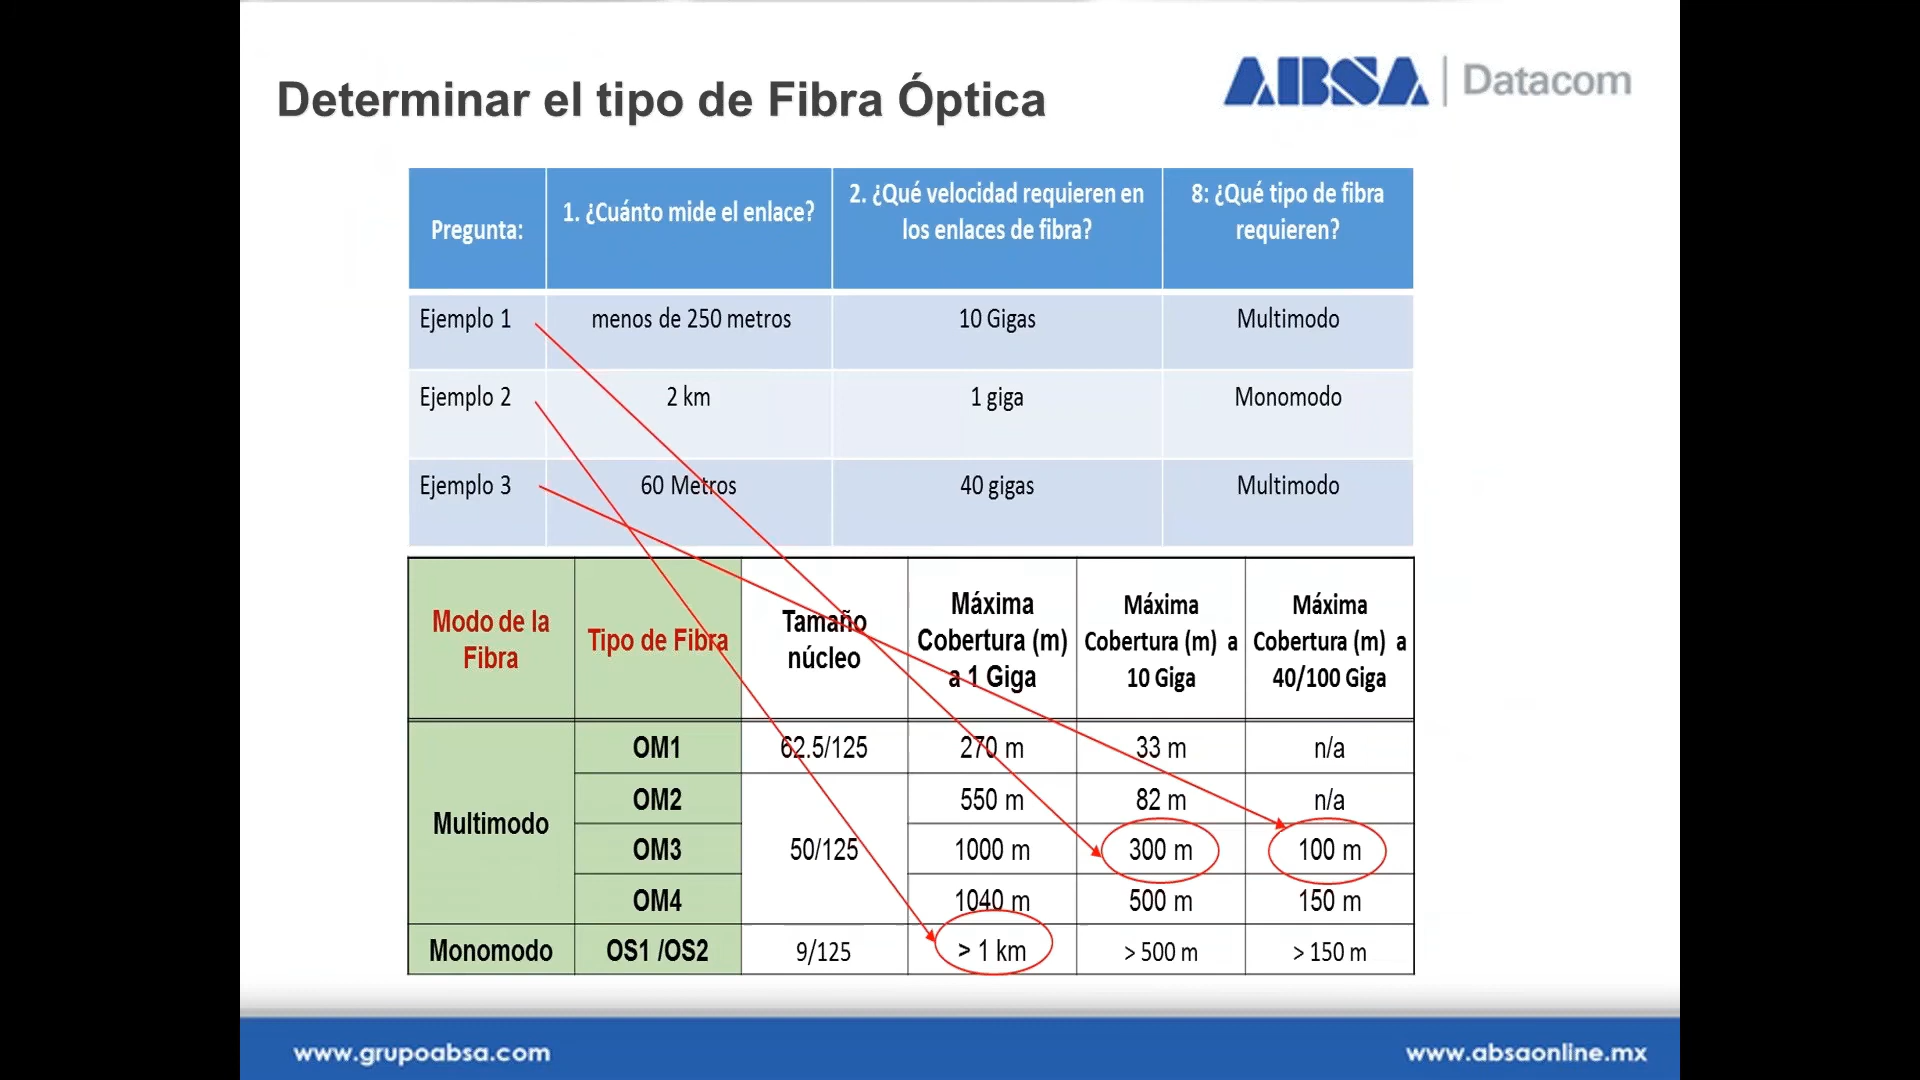 Determinar el tipo de Fibra Óptica
ABSA | Datacom
Pregunta:
1. ¿Cuánto mide el enlace?
2. ¿Qué velocidad requieren en
los enlaces de fibra?
8: ¿Qué tipo de fibra
requieren?
Ejemplo 1
menos de 250 metros
10 Gigas
Multimodo
Ejemplo 2
2 km
1 giga
Monomodo
Ejemplo 3
60 Metros
40 gigas
Multimodo
Modo de la
Fibra
Tipo de Fibra
Tamaño
núcleo
Máxima
Cobertura (m)
a 1 Giga
Máxima
Cobertura (m) a
10 Giga
Máxima
Cobertura (m) a
40/100 Giga
Multimodo
OM1
62.5/125
270 m
33 m
n/a
OM2
550 m
82 m
n/a
OM3
50/125
1000 m
300 m
100 m
OM4
1040 m
500 m
150 m
Monomodo
OS1 /OS2
9/125
> 1 km
> 500 m
> 150 m
www.grupoabsa.com
www.absaonline.mx